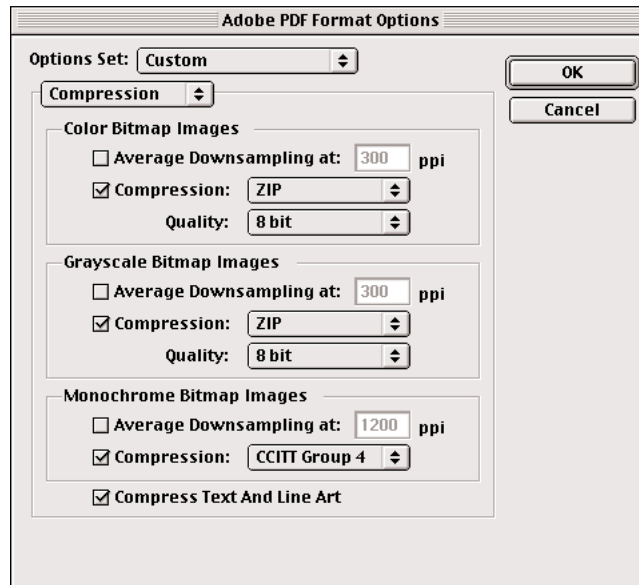 Adobe PDF Format Options
Options Set: Custom
OK
Cancel
Compression
Color Bitmap Images
Average Downsampling at: 300 ppi
Compression: ZIP
Quality: 8 bit
Grayscale Bitmap Images
Average Downsampling at: 300 ppi
Compression: ZIP
Quality: 8 bit
Monochrome Bitmap Images
Average Downsampling at: 1200 ppi
Compression: CCITT Group 4
Compress Text And Line Art